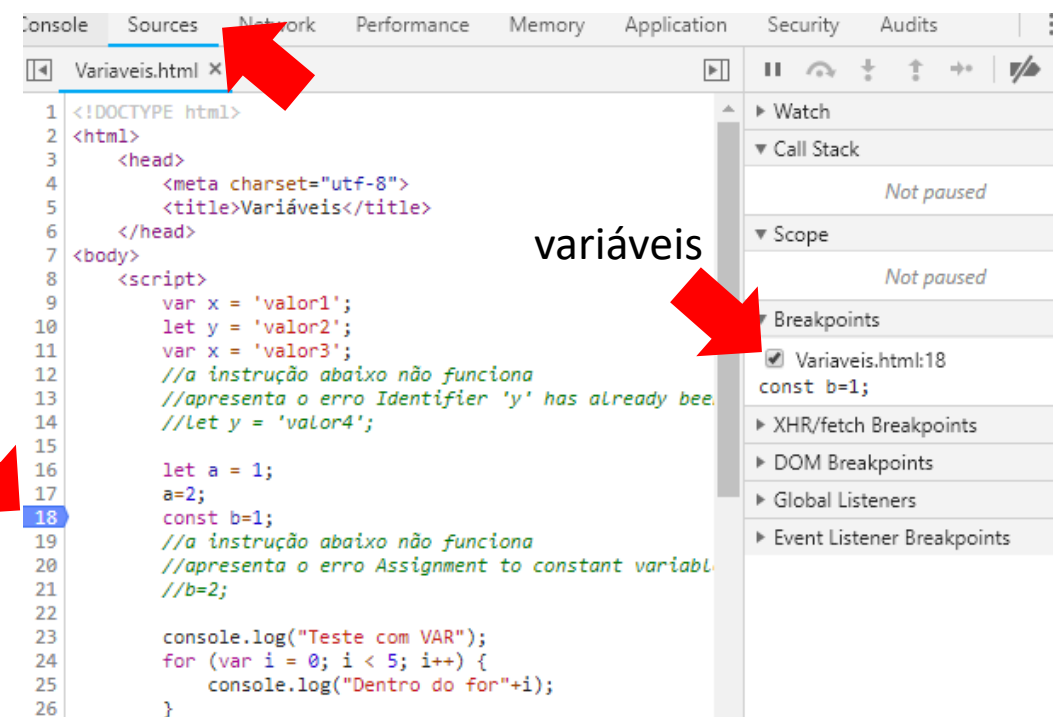 Console Sources Network Performance Memory Application Security Audits
Variaveis.html ×
1 <!DOCTYPE html>
2 <html>
3 <head>
4 <meta charset="utf-8">
5 <title>Variáveis</title>
6 </head>
7 <body>
8 <script>
9 var x = 'valor1';
10 let y = 'valor2';
11 var x = 'valor3';
12 //a instrução abaixo não funciona
13 //apresenta o erro Identifier 'y' has already bee
14 //let y = 'valor4';
15
16 let a = 1;
17 a=2;
18 const b=1;
19 //a instrução abaixo não funciona
20 //apresenta o erro Assignment to constant variabl
21 //b=2;
22
23 console.log("Teste com VAR");
24 for (var i = 0; i < 5; i++) {
25 console.log("Dentro do for"+i);
26 }
variáveis
Watch
Call Stack
Not paused
Scope
Not paused
Breakpoints
Variaveis.html:18
const b=1;
XHR/fetch Breakpoints
DOM Breakpoints
Global Listeners
Event Listener Breakpoints